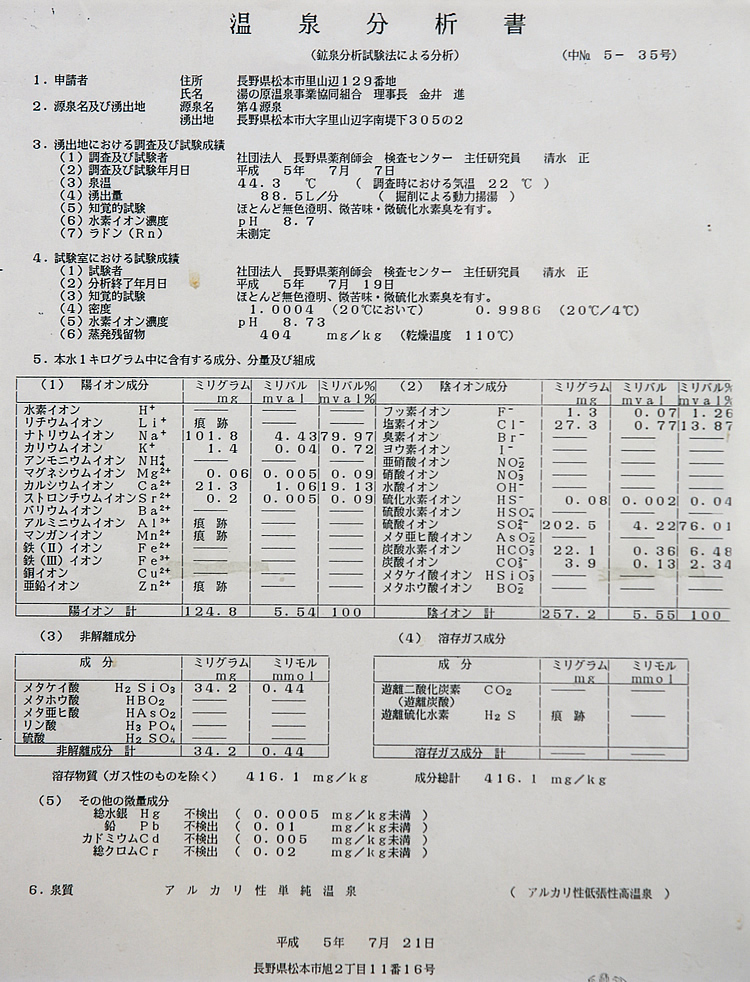 温泉分析書
(鉱泉分析試験法による分析) (中№ 5－ 35号)
1．申請者 住所 長野県松本市里山辺129番地
氏名 湯の原温泉事業協同組合 理事長 金井 進
2．源泉名及び湧出地 源泉名 第4源泉
湧出地 長野県松本市大字里山辺字南堤下305の2
3．湧出地における調査及び試験成績
(1) 調査及び試験者 社団法人 長野県薬剤師会 検査センター 主任研究員 清水 正
(2) 調査及び試験年月日 平成 5年 7月 7日
(3) 泉温 44.3 ℃ ( 調査時における気温 22 ℃ )
(4) 湧出量 88.5L／分 ( 掘削による動力揚湯 )
(5) 知覚的試験 ほとんど無色澄明、微苦味・微硫化水素臭を有す。
(6) 水素イオン濃度 pH 8.7
(7) ラドン(Rn) 未測定
4．試験室における試験成績
(1) 試験者 社団法人 長野県薬剤師会 検査センター 主任研究員 清水 正
(2) 分析終了年月日 平成 5年 7月 19日
(3) 知覚的試験 ほとんど無色澄明、微苦味・微硫化水素臭を有す。
(4) 密度 1.0004 (20℃において) 0.9986 (20℃/4℃)
(5) 水素イオン濃度 pH 8.73
(6) 蒸発残留物 404 mg／kg (乾燥温度 110℃)
5．本水1キログラム中に含有する成分、分量及び組成
(1) 陽イオン成分 ミリグラム mg ミリバル mval ミリバル% mval%
水素イオン H⁺ ── ── ──
リチウムイオン Li⁺ 痕跡 ── ──
ナトリウムイオン Na⁺ 101.8 4.43 79.97
カリウムイオン K⁺ 1.4 0.04 0.72
アンモニウムイオン NH₄⁺ ── ── ──
マグネシウムイオン Mg²⁺ 0.06 0.005 0.09
カルシウムイオン Ca²⁺ 21.3 1.06 19.13
ストロンチウムイオン Sr²⁺ 0.2 0.005 0.09
バリウムイオン Ba²⁺ ── ── ──
アルミニウムイオン Al³⁺ 痕跡 ── ──
マンガンイオン Mn²⁺ 痕跡 ── ──
鉄(II)イオン Fe²⁺ ── ── ──
鉄(III)イオン Fe³⁺ ── ── ──
銅イオン Cu²⁺ ── ── ──
亜鉛イオン Zn²⁺ 痕跡 ── ──
陽イオン 計 124.8 5.54 100
(2) 陰イオン成分 ミリグラム mg ミリバル mval ミリバル% mval%
フッ素イオン F⁻ 1.3 0.07 1.26
塩素イオン Cl⁻ 27.3 0.77 13.87
臭素イオン Br⁻ ── ── ──
ヨウ素イオン I⁻ ── ── ──
亜硝酸イオン NO₂⁻ ── ── ──
硝酸イオン NO₃⁻ ── ── ──
水酸イオン OH⁻ ── ── ──
硫化水素イオン HS⁻ 0.08 0.002 0.04
硫酸水素イオン HSO₄⁻ ── ── ──
硫酸イオン SO₄²⁻ 202.5 4.22 76.01
メタ亜ヒ酸イオン AsO₂⁻ ── ── ──
炭酸水素イオン HCO₃⁻ 22.1 0.36 6.48
炭酸イオン CO₃²⁻ 3.9 0.13 2.34
メタケイ酸イオン HSiO₃⁻ ── ── ──
メタホウ酸イオン BO₂⁻ ── ── ──
陰イオン 計 257.2 5.55 100
(3) 非解離成分
成分 ミリグラム mg ミリモル mmol
メタケイ酸 H₂SiO₃ 34.2 0.44
メタホウ酸 HBO₂ ── ──
メタ亜ヒ酸 HAsO₂ ── ──
リン酸 H₃PO₄ ── ──
硫酸 H₂SO₄ ── ──
非解離成分 計 34.2 0.44
(4) 溶存ガス成分
成分 ミリグラム mg ミリモル mmol
遊離二酸化炭素 CO₂ ── ──
(遊離炭酸)
遊離硫化水素 H₂S 痕跡 ──
溶存ガス成分 計 ── ──
溶存物質 (ガス性のものを除く) 416.1 mg／kg 成分総計 416.1 mg／kg
(5) その他の微量成分
総水銀 Hg 不検出 ( 0.0005 mg／kg未満 )
鉛 Pb 不検出 ( 0.01 mg／kg未満 )
カドミウムCd 不検出 ( 0.005 mg／kg未満 )
総クロムCr 不検出 ( 0.02 mg／kg未満 )
6．泉質 アルカリ性単純温泉 ( アルカリ性低張性高温泉 )
平成 5年 7月 21日
長野県松本市旭2丁目11番16号